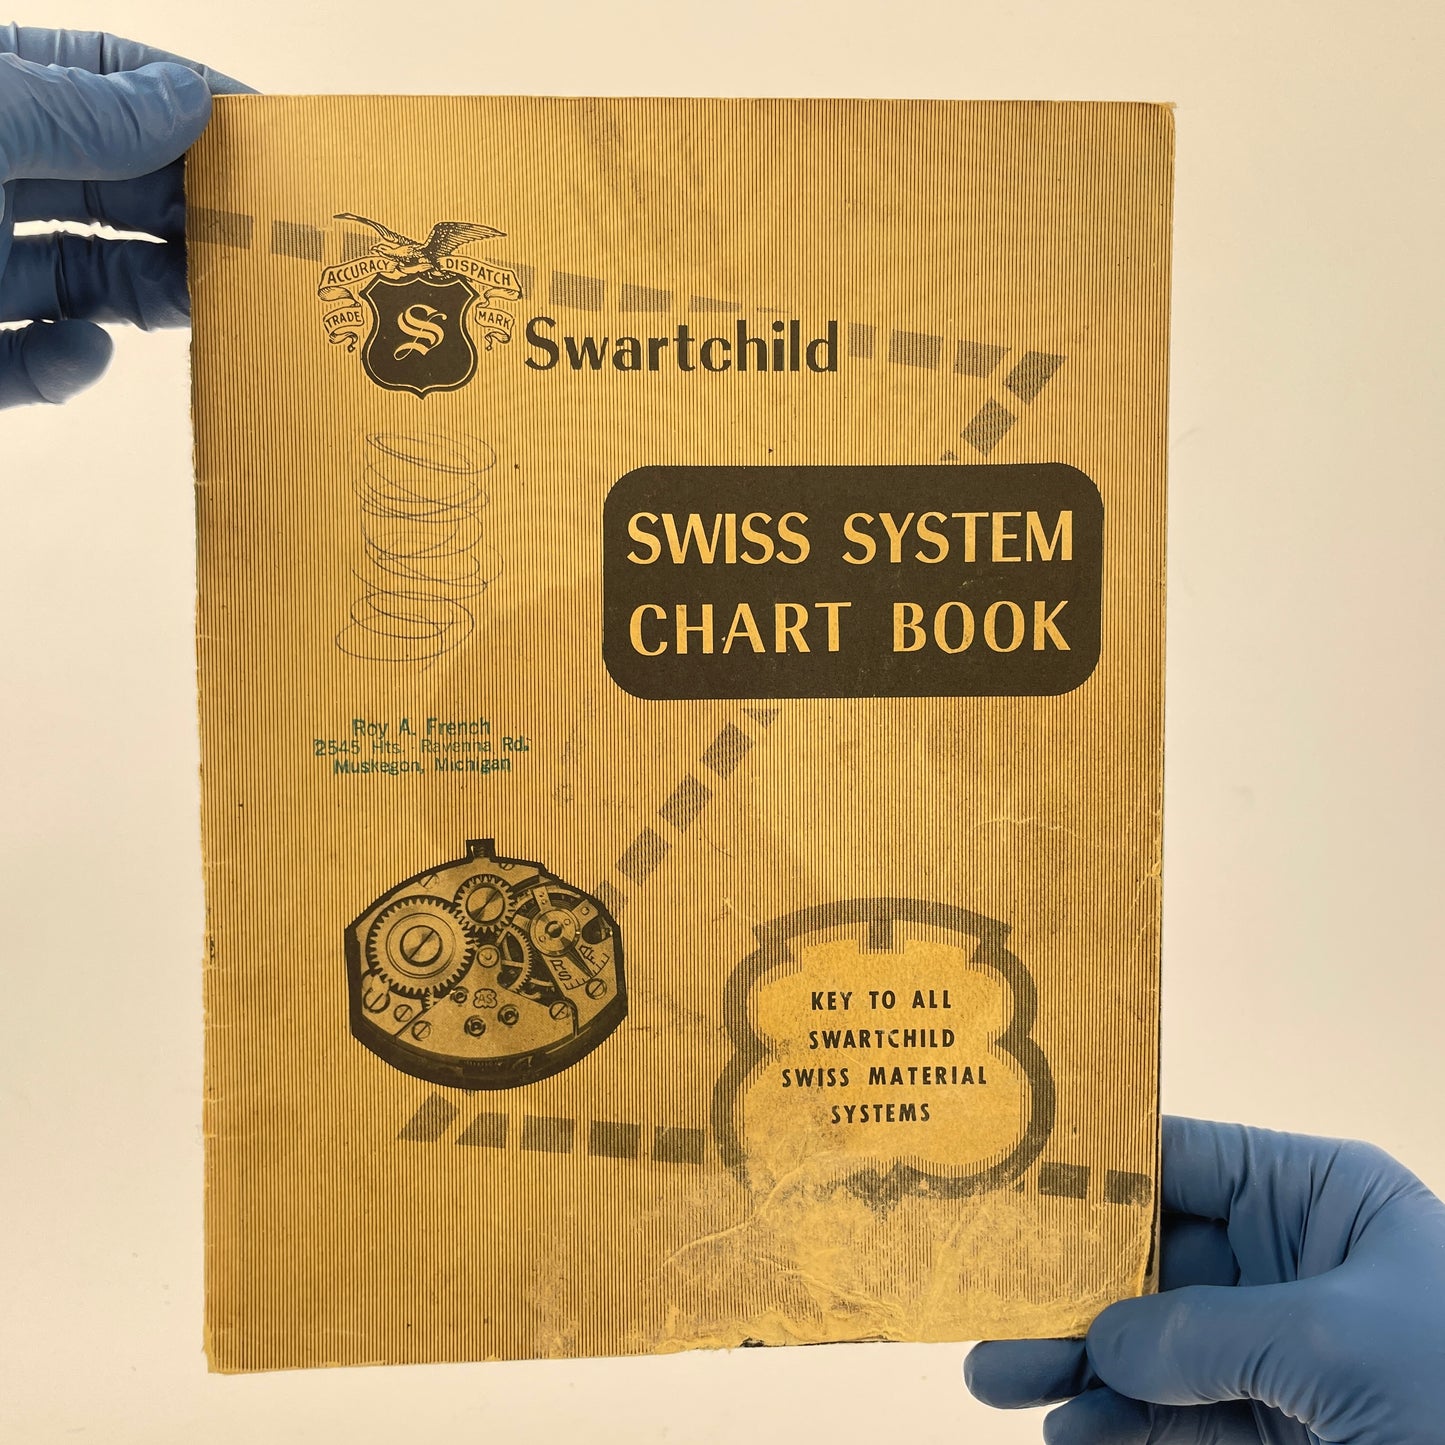 ACCURACY DISPATCH
TRADE MARK
S
Swartchild
SWISS SYSTEM
CHART BOOK
Roy A. French
2545 Hts. Ravenna Rd.
Muskegon, Michigan
AS
KEY TO ALL
SWARTCHILD
SWISS MATERIAL
SYSTEMS